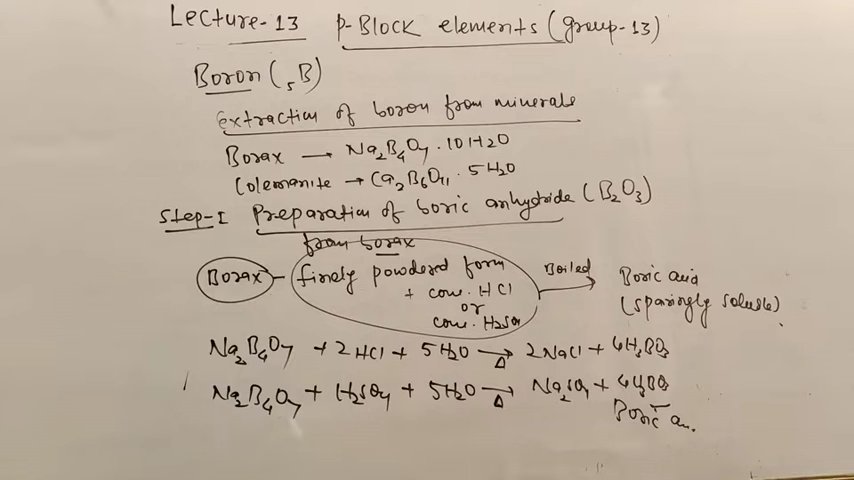 Lecture-13 p-Block elements (group-13)
Boron (₅B)
Extraction of boron from minerals
Borax → Na₂B₄O₇ . 10H₂O
Colemanite → Ca₂B₆O₁₁ . 5H₂O
Step-I Preparation of boric anhydride (B₂O₃)
from borax
Borax - finely powdered form
+ conc. HCl
or
conc. H₂SO₄
Boiled
Boric acid
(sparingly soluble)
Na₂B₄O₇ + 2HCl + 5H₂O →Δ 2NaCl + 4H₃BO₃
Na₂B₄O₇ + H₂SO₄ + 5H₂O →Δ Na₂SO₄ + 4H₃BO₃
Boric